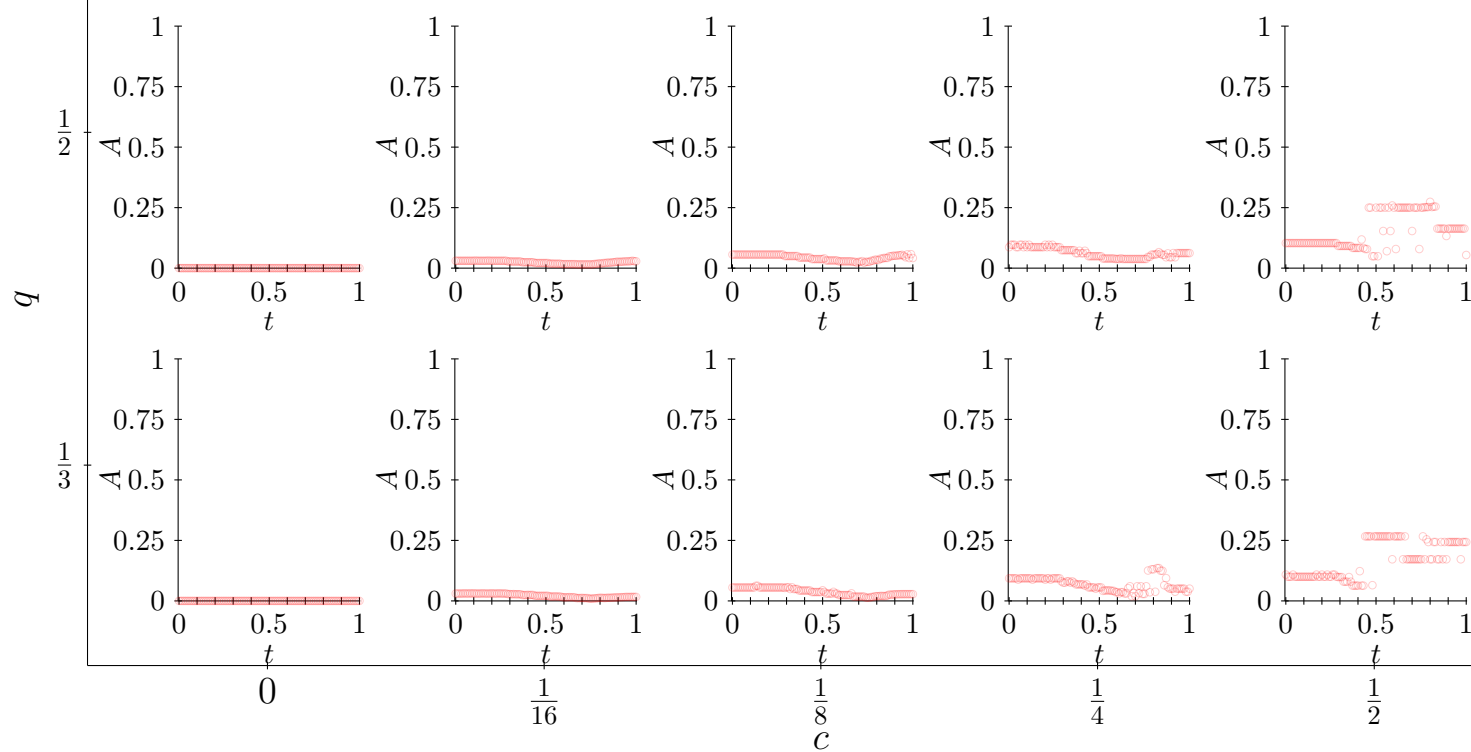 1 1 1 1 1
0.75 0.75 0.75 0.75 0.75
1/2 A 0.5 A 0.5 A 0.5 A 0.5 A 0.5
0.25 0.25 0.25 0.25 0.25
0 0 0 0 0
0 0.5 1 0 0.5 1 0 0.5 1 0 0.5 1 0 0.5 1
q
t t t t t
1 1 1 1 1
0.75 0.75 0.75 0.75 0.75
1/3 A 0.5 A 0.5 A 0.5 A 0.5 A 0.5
0.25 0.25 0.25 0.25 0.25
0 0 0 0 0
0 0.5 1 0 0.5 1 0 0.5 1 0 0.5 1 0 0.5 1
t t t t t
0 1/16 1/8 1/4 1/2
c